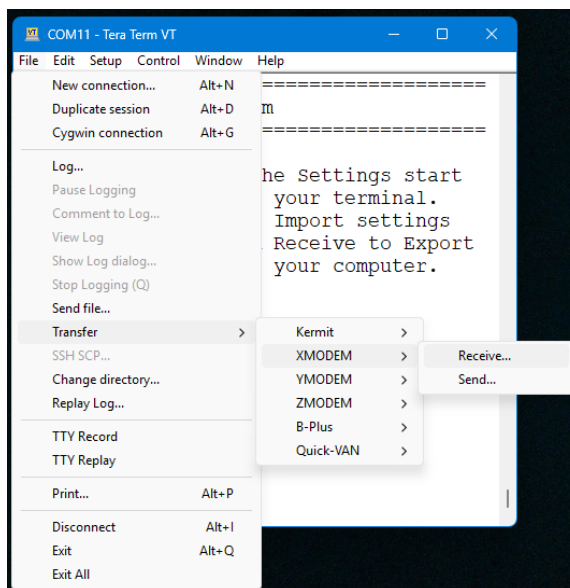 COM11 - Tera Term VT
File Edit Setup Control Window Help
New connection... Alt+N
Duplicate session Alt+D
Cygwin connection Alt+G
Log...
Pause Logging
Comment to Log...
View Log
Show Log dialog...
Stop Logging (Q)
Send file...
Transfer
SSH SCP...
Change directory...
Replay Log...
TTY Record
TTY Replay
Print... Alt+P
Disconnect Alt+I
Exit Alt+Q
Exit All
Kermit
XMODEM
YMODEM
ZMODEM
B-Plus
Quick-VAN
Receive...
Send...
====================
m
====================
he Settings start
your terminal.
Import settings
Receive to Export
your computer.